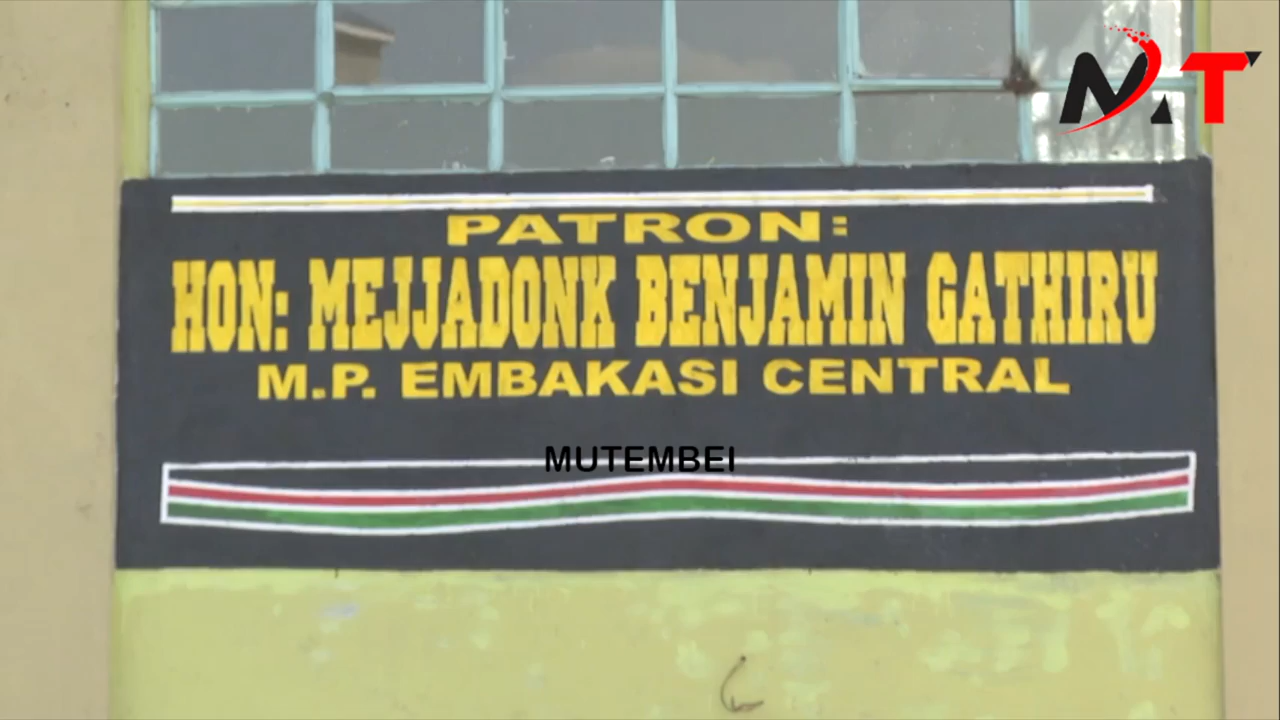 MT
PATRON:
HON: MEJJADONK BENJAMIN GATHIRU
M.P. EMBAKASI CENTRAL
MUTEMBEI